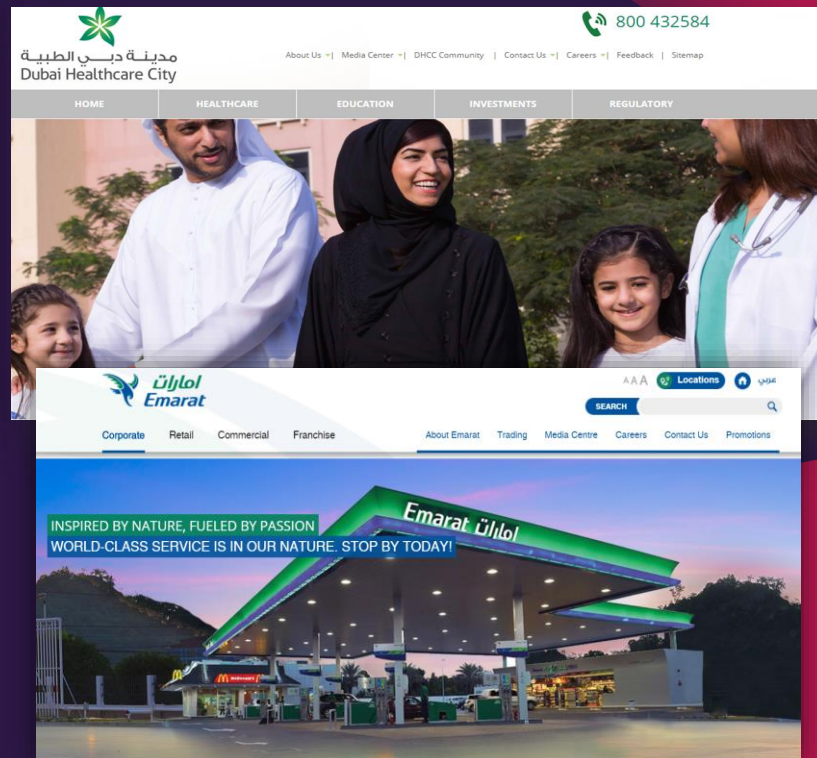 800 432584
مدينة دبي الطبية
Dubai Healthcare City
About Us | Media Center | DHCC Community | Contact Us | Careers | Feedback | Sitemap
HOME HEALTHCARE EDUCATION INVESTMENTS REGULATORY
امارات
Emarat
A A A Locations عربي
SEARCH
Corporate Retail Commercial Franchise About Emarat Trading Media Centre Careers Contact Us Promotions
Emarat امارات
INSPIRED BY NATURE, FUELED BY PASSION
WORLD-CLASS SERVICE IS IN OUR NATURE. STOP BY TODAY!
McDonald's